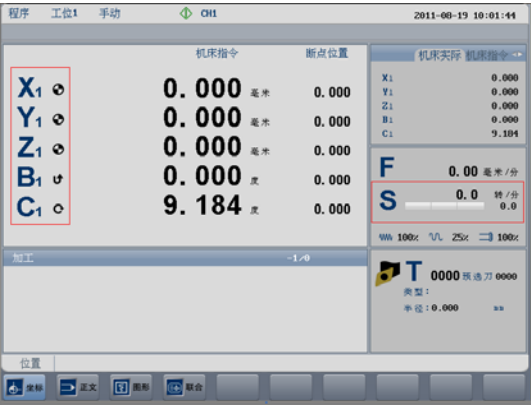 程序 工位1 手动 CH1 2011-08-19 10:01:44
机床指令 断点位置
X1 0.000 毫米 0.000
Y1 0.000 毫米 0.000
Z1 0.000 毫米 0.000
B1 0.000 度 0.000
C1 9.184 度 0.000
机床实际 机床指令
X1 0.000
Y1 0.000
Z1 0.000
B1 0.000
C1 9.184
F 0.00 毫米/分
S 0.0 转/分
0.0
100% 25% 100%
加工 -1/0
T 0000 预选刀 0000
类型:
半径:0.000 mm
位置
坐标 正文 图形 联合